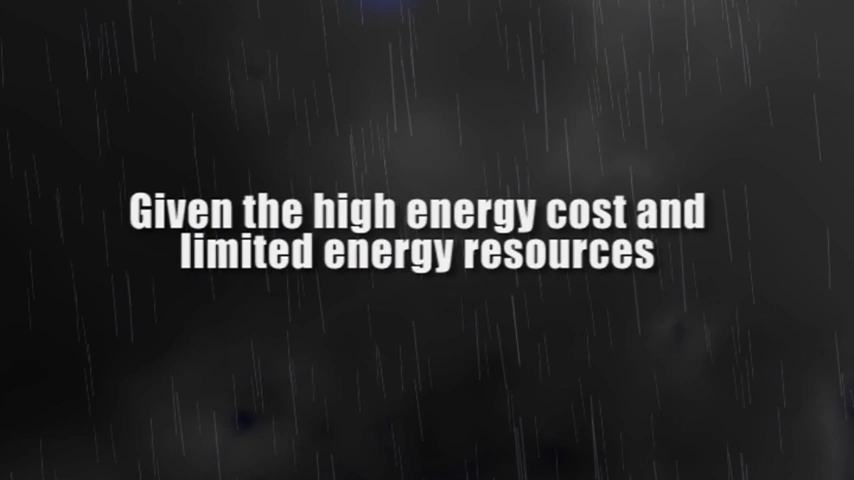 Given the high energy cost and
limited energy resources